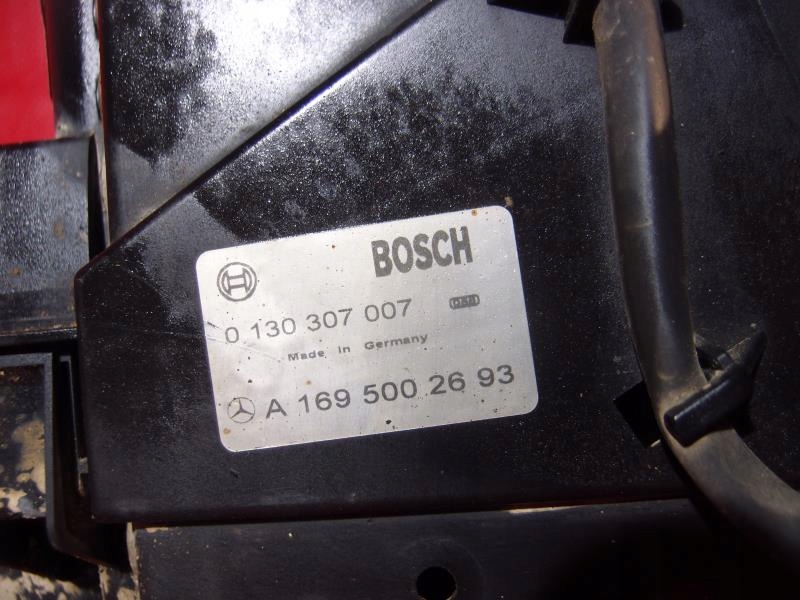 BOSCH
0 130 307 007
Made in Germany
A 169 500 26 93